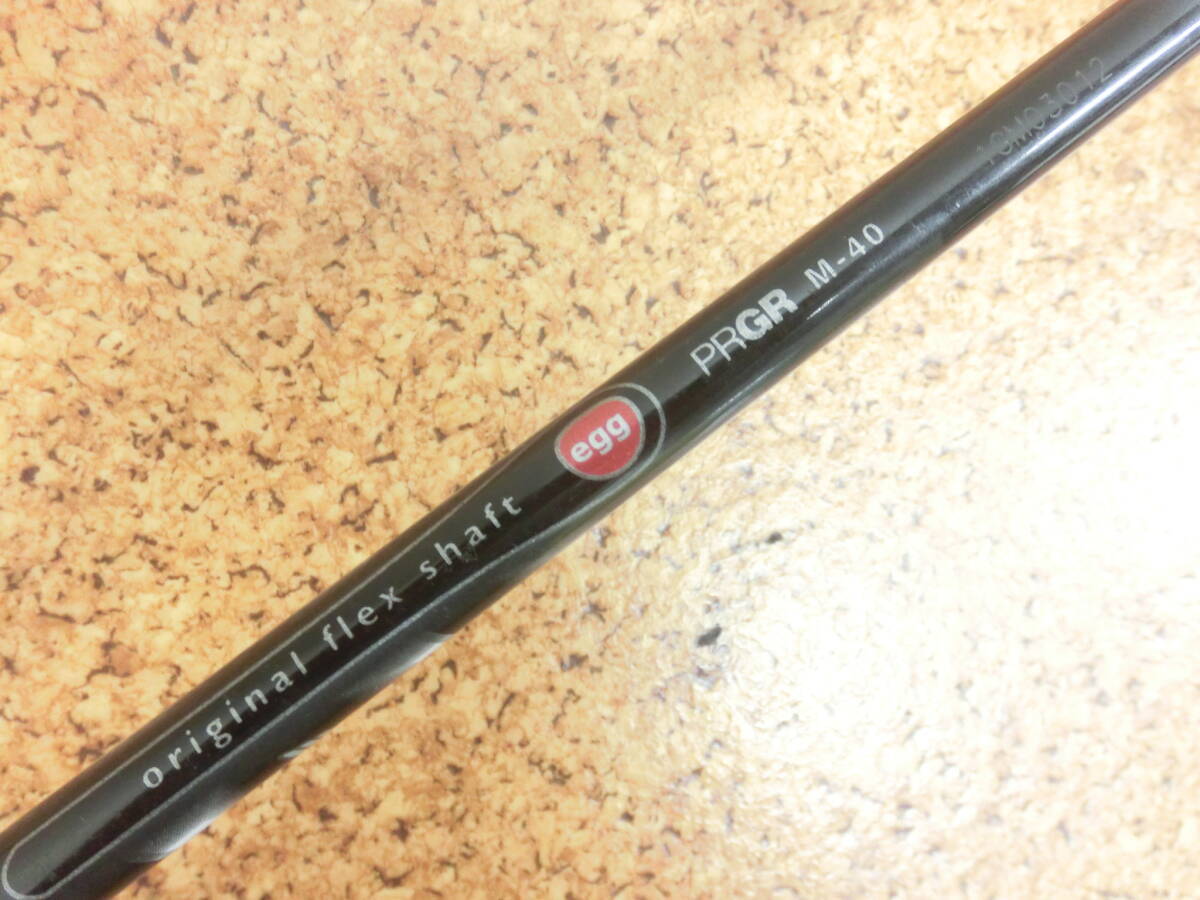 original flex shaft
egg
PRGR M-40